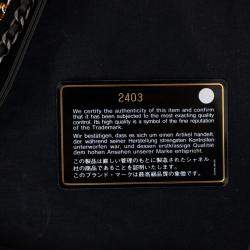 2403
We certify the authenticity of this item and confirm
that it has been subjected to the most exacting quality
control. Its high quality is a symbol of the fine reputation
of the Trademark.
Wir bestätigen, dass es sich um einen Artikel handelt,
der während seiner Herstellung strengsten Kontrollen
unterworfen war, und dessen erstklassige Qualität
dem hohen Ansehen unserer Marke entspricht.
この製品は厳しい管理のもとに製造されたシャネル
社の商品であることを証明いたします。
このブランド・マークは最高級品質の象徴です。